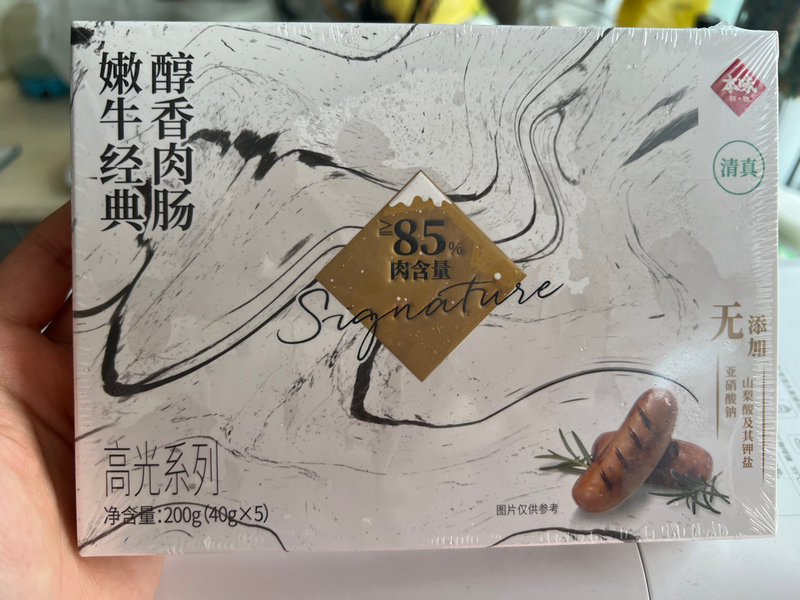 醇香肉肠
嫩牛经典
本味
清真
≥85%
肉含量
Signature
无添加
亚硝酸钠
山梨酸及其钾盐
高光系列
净含量:200g(40g×5)
图片仅供参考